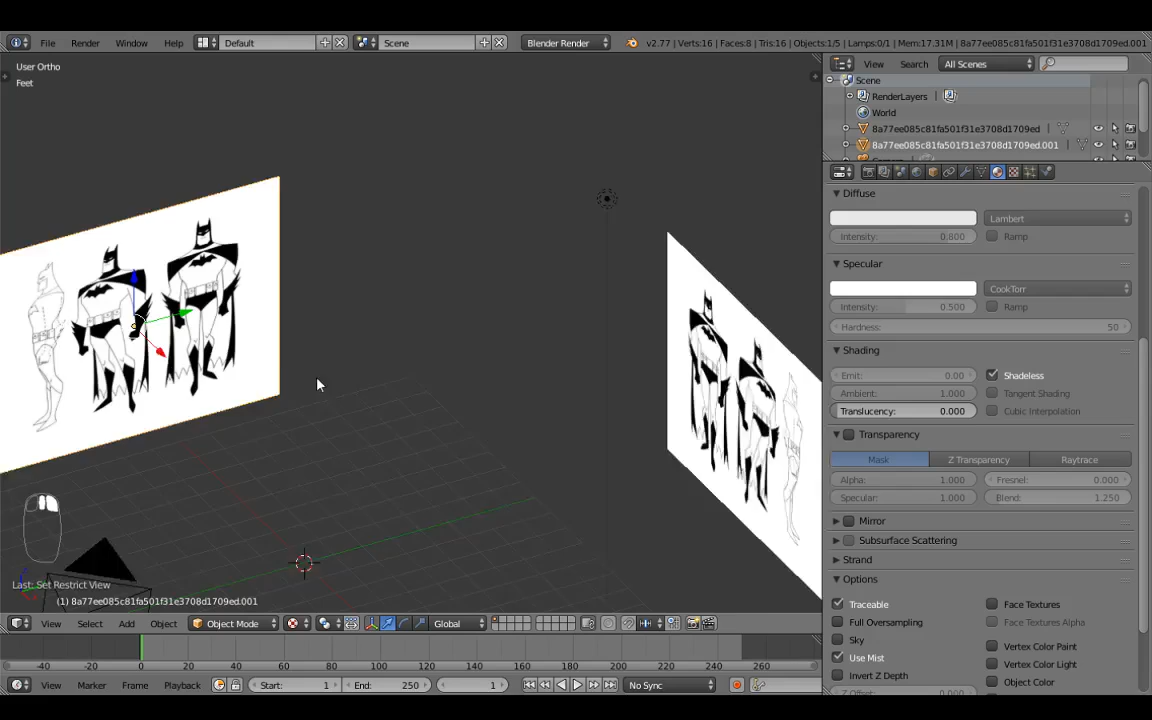 File Render Window Help Default Scene Blender Render v2.77 | Verts:16 | Faces:8 | Tris:16 | Objects:1/5 | Lamps:0/1 | Mem:17.31M | 8a77ee085c81fa501f31e3708d1709ed.001
User Ortho
Feet
View Search All Scenes
Scene
RenderLayers
World
8a77ee085c81fa501f31e3708d1709ed
8a77ee085c81fa501f31e3708d1709ed.001
Diffuse
Lambert
Intensity: 0.800 Ramp
Specular
CookTorr
Intensity: 0.500 Ramp
Hardness: 50
Shading
Emit: 0.00 Shadeless
Ambient: 1.000 Tangent Shading
Translucency: 0.000 Cubic Interpolation
Transparency
Mask Z Transparency Raytrace
Alpha: 1.000 Fresnel: 0.000
Specular: 1.000 Blend: 1.250
Mirror
Subsurface Scattering
Strand
Options
Traceable Face Textures
Full Oversampling Face Textures Alpha
Sky Vertex Color Paint
Use Mist Vertex Color Light
Invert Z Depth Object Color
Last: Set Restrict View
(1) 8a77ee085c81fa501f31e3708d1709ed.001
View Select Add Object Object Mode Global
-40 -20 0 20 40 60 80 100 120 140 160 180 200 220 240 260
View Marker Frame Playback Start: 1 End: 250 1 No Sync